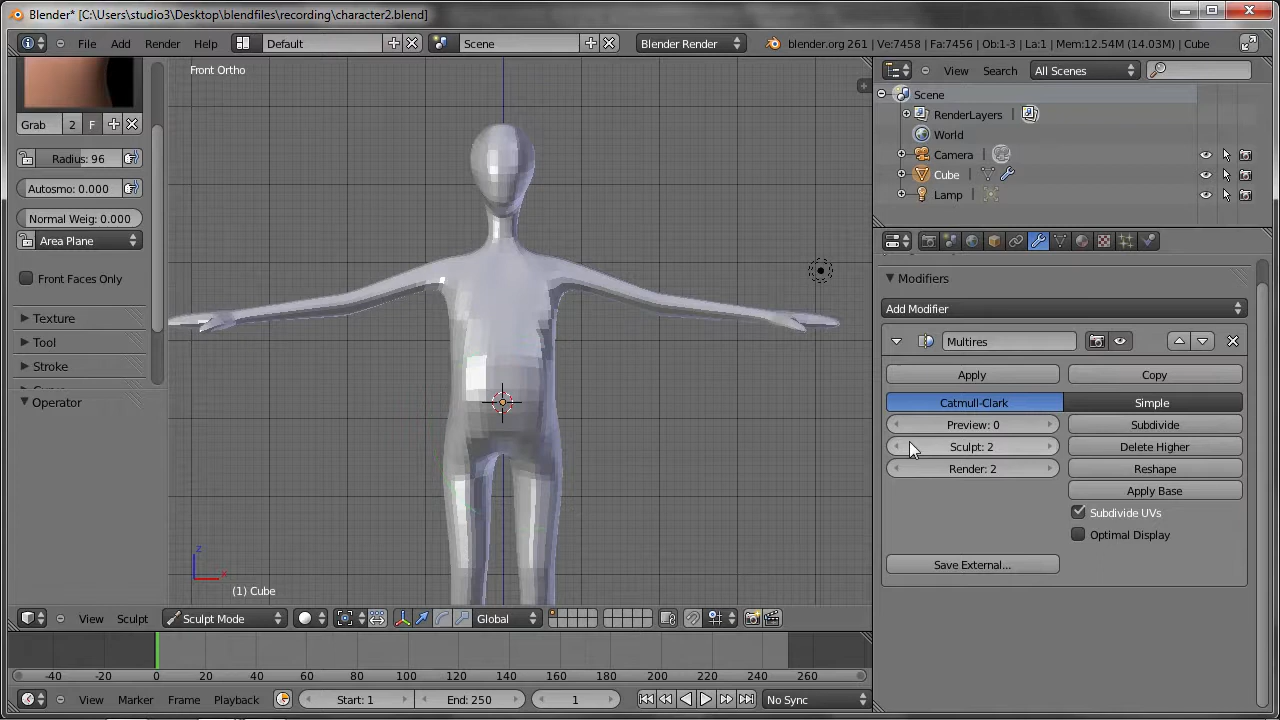 Blender* [C:\Users\studio3\Desktop\blendfiles\recording\character2.blend]
File Add Render Help Default Scene Blender Render blender.org 261 | Ve:7458 | Fa:7456 | Ob:1-3 | La:1 | Mem:12.54M (14.03M) | Cube
Front Ortho
View Search All Scenes
Scene
RenderLayers
World
Camera
Cube
Lamp
Grab 2 F
Radius: 96
Autosmo: 0.000
Normal Weig: 0.000
Area Plane
Front Faces Only
Texture
Tool
Stroke
Operator
Modifiers
Add Modifier
Multires
Apply Copy
Catmull-Clark Simple
Preview: 0 Subdivide
Sculpt: 2 Delete Higher
Render: 2 Reshape
Apply Base
Subdivide UVs
Optimal Display
Save External...
z
x
(1) Cube
View Sculpt Sculpt Mode Global
-40 -20 0 20 40 60 80 100 120 140 160 180 200 220 240 260
View Marker Frame Playback Start: 1 End: 250 1 No Sync